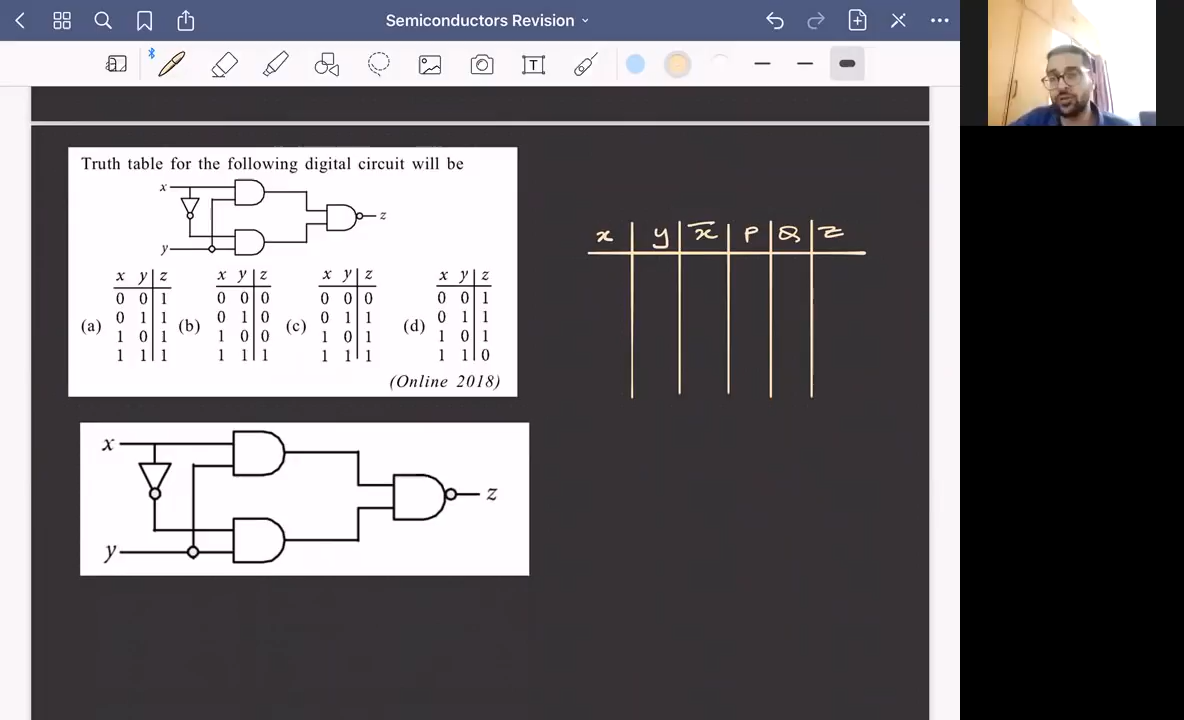 Semiconductors Revision
T
Truth table for the following digital circuit will be
x
z
y
x y z x y z x y z x y z
0 0 1 0 0 0 0 0 0 0 0 1
0 1 1 0 1 0 0 1 1 0 1 1
(a) (b) (c) (d)
1 0 1 1 0 0 1 0 1 1 0 1
1 1 1 1 1 1 1 1 1 1 1 0
(Online 2018)
x y x̅ P Q Z
x
z
y